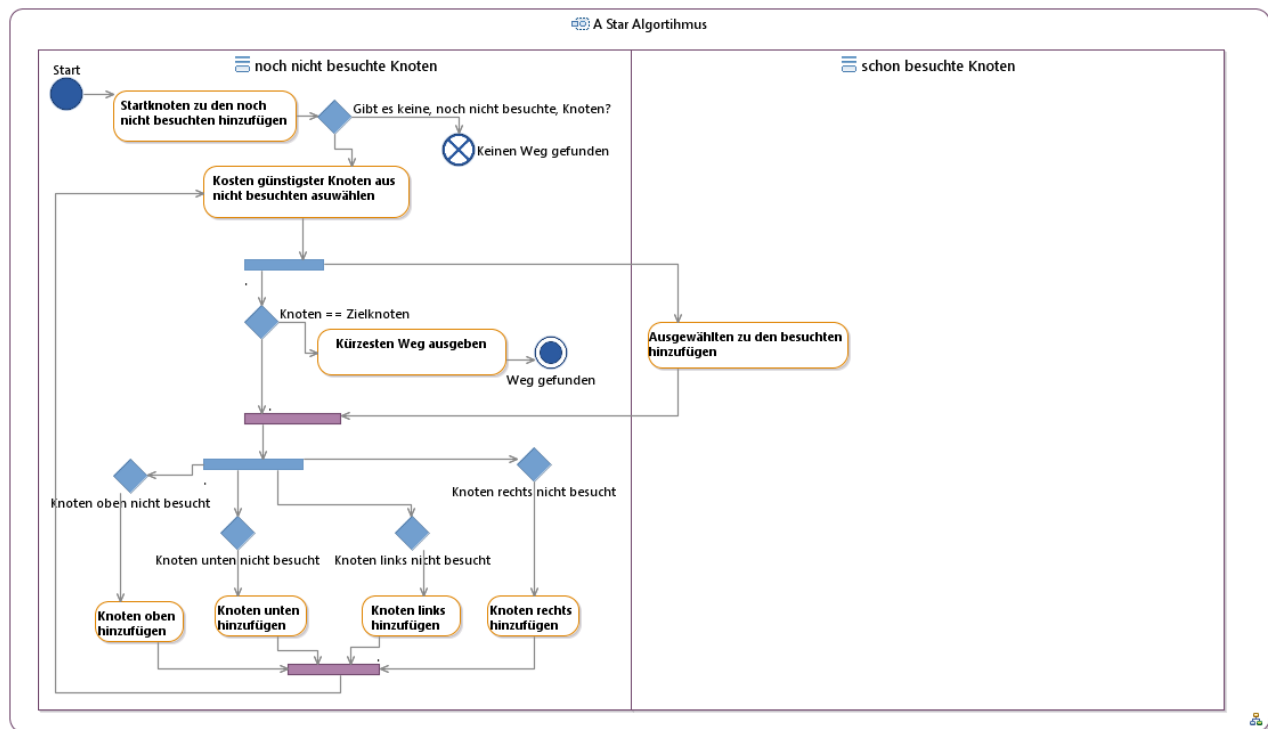 A Star Algortihmus
noch nicht besuchte Knoten
schon besuchte Knoten
Start
Startknoten zu den noch
nicht besuchten hinzufügen
Gibt es keine, noch nicht besuchte, Knoten?
Keinen Weg gefunden
Kosten günstigster Knoten aus
nicht besuchten asuwählen
Knoten == Zielknoten
Kürzesten Weg ausgeben
Weg gefunden
Ausgewählten zu den besuchten
hinzufügen
Knoten oben nicht besucht
Knoten rechts nicht besucht
Knoten unten nicht besucht
Knoten links nicht besucht
Knoten oben
hinzufügen
Knoten unten
hinzufügen
Knoten links
hinzufügen
Knoten rechts
hinzufügen